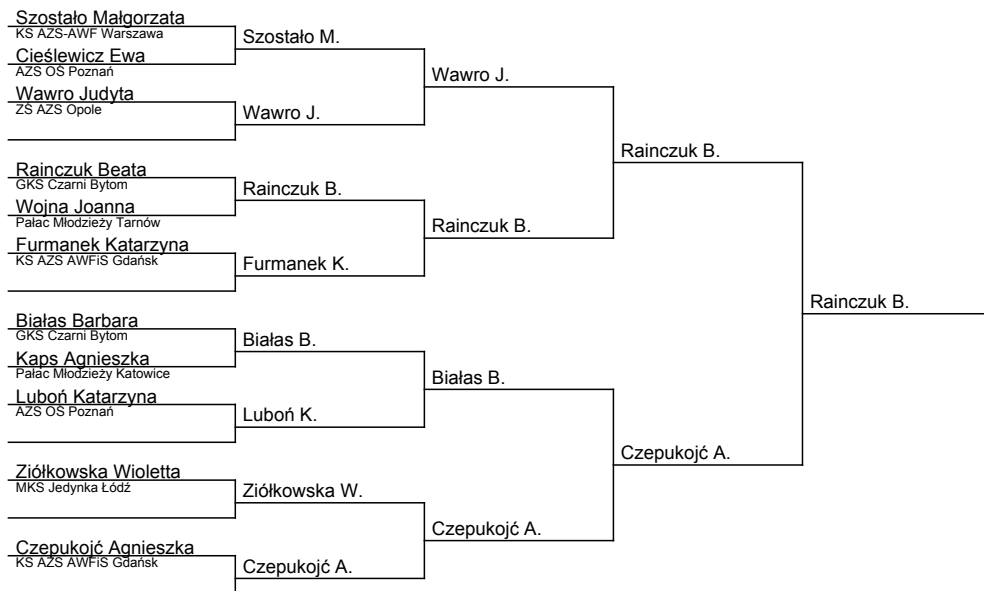 Szostało Małgorzata
KS AZS-AWF Warszawa
Szostało M.
Cieślewicz Ewa
AZS OŚ Poznań
Wawro J.
Wawro Judyta
ZŚ AZS Opole
Wawro J.
Rainczuk B.
Rainczuk Beata
GKS Czarni Bytom
Rainczuk B.
Wojna Joanna
Pałac Młodzieży Tarnów
Rainczuk B.
Furmanek Katarzyna
KS AZS AWFiS Gdańsk
Furmanek K.
Rainczuk B.
Białas Barbara
GKS Czarni Bytom
Białas B.
Kaps Agnieszka
Pałac Młodzieży Katowice
Białas B.
Luboń Katarzyna
AZS OŚ Poznań
Luboń K.
Czepukojć A.
Ziółkowska Wioletta
MKS Jedynka Łódź
Ziółkowska W.
Czepukojć A.
Czepukojć Agnieszka
KS AZS AWFiS Gdańsk
Czepukojć A.